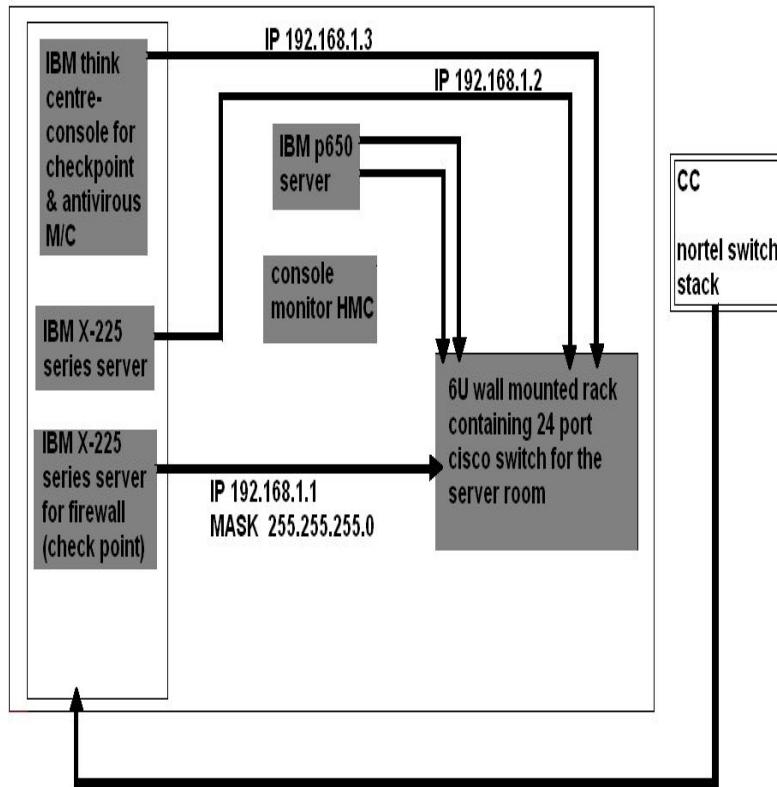 IBM think
centre-
console for
checkpoint
& antivirous
M/C
IP 192.168.1.3
IP 192.168.1.2
IBM p650
server
console
monitor HMC
IBM X-225
series server
IBM X-225
series server
for firewall
(check point)
IP 192.168.1.1
MASK 255.255.255.0
6U wall mounted rack
containing 24 port
cisco switch for the
server room
CC
nortel switch
stack